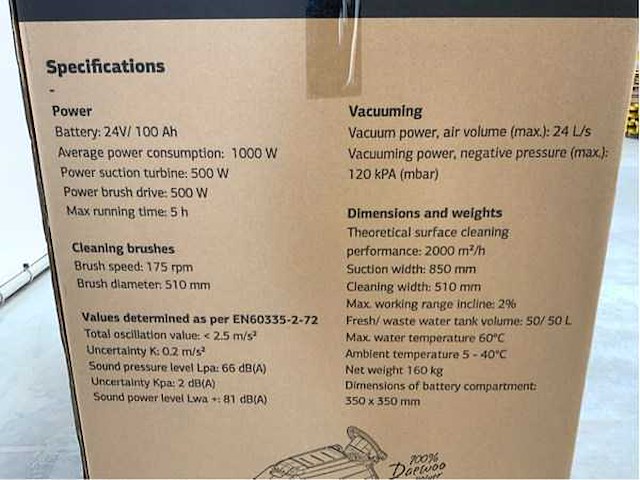 Specifications
-
Power
Battery: 24V/ 100 Ah
Average power consumption: 1000 W
Power suction turbine: 500 W
Power brush drive: 500 W
Max running time: 5 h
Cleaning brushes
Brush speed: 175 rpm
Brush diameter: 510 mm
Values determined as per EN60335-2-72
Total oscillation value: < 2.5 m/s²
Uncertainty K: 0.2 m/s²
Sound pressure level Lpa: 66 dB(A)
Uncertainty Kpa: 2 dB(A)
Sound power level Lwa +: 81 dB(A)
Vacuuming
Vacuum power, air volume (max.): 24 L/s
Vacuuming power, negative pressure (max.):
120 kPA (mbar)
Dimensions and weights
Theoretical surface cleaning
performance: 2000 m²/h
Suction width: 850 mm
Cleaning width: 510 mm
Max. working range incline: 2%
Fresh/ waste water tank volume: 50/ 50 L
Max. water temperature 60°C
Ambient temperature 5 - 40°C
Net weight 160 kg
Dimensions of battery compartment:
350 x 350 mm
100%
Daewoo